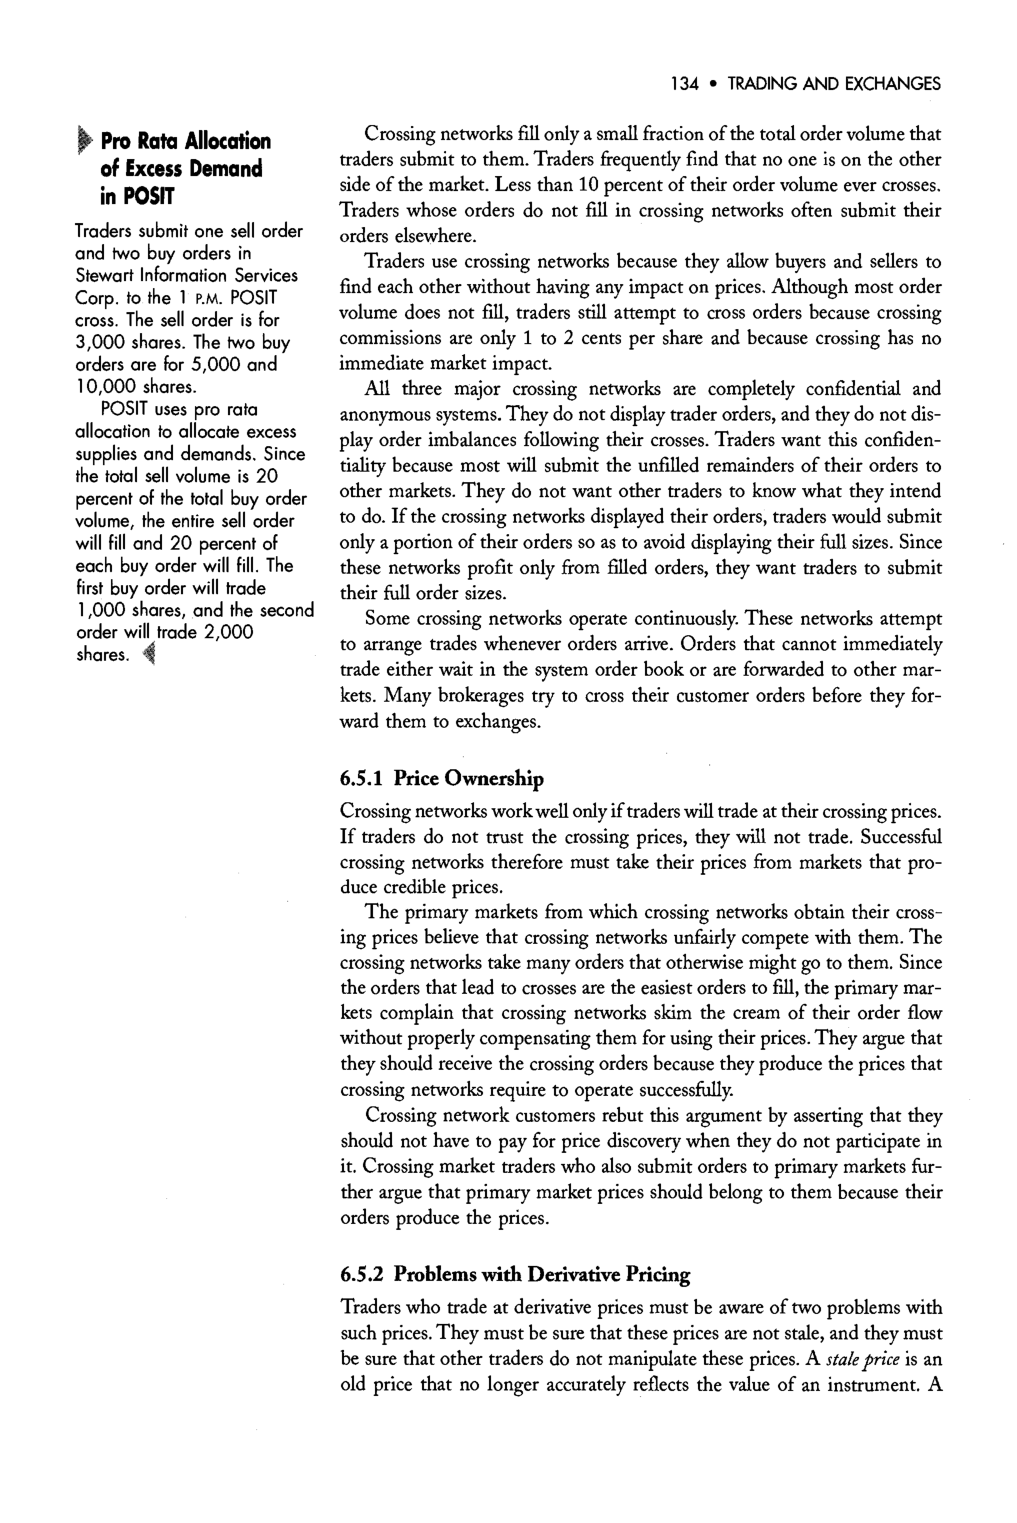 134 • TRADING AND EXCHANGES
Pro Rata Allocation
of Excess Demand
in POSIT
Traders submit one sell order
and two buy orders in
Stewart Information Services
Corp. to the 1 P.M. POSIT
cross. The sell order is for
3,000 shares. The two buy
orders are for 5,000 and
10,000 shares.
POSIT uses pro rata
allocation to allocate excess
supplies and demands. Since
the total sell volume is 20
percent of the total buy order
volume, the entire sell order
will fill and 20 percent of
each buy order will fill. The
first buy order will trade
1,000 shares, and the second
order will trade 2,000
shares.
Crossing networks fill only a small fraction of the total order volume that
traders submit to them. Traders frequently find that no one is on the other
side of the market. Less than 10 percent of their order volume ever crosses.
Traders whose orders do not fill in crossing networks often submit their
orders elsewhere.
Traders use crossing networks because they allow buyers and sellers to
find each other without having any impact on prices. Although most order
volume does not fill, traders still attempt to cross orders because crossing
commissions are only 1 to 2 cents per share and because crossing has no
immediate market impact.
All three major crossing networks are completely confidential and
anonymous systems. They do not display trader orders, and they do not dis-
play order imbalances following their crosses. Traders want this confiden-
tiality because most will submit the unfilled remainders of their orders to
other markets. They do not want other traders to know what they intend
to do. If the crossing networks displayed their orders, traders would submit
only a portion of their orders so as to avoid displaying their full sizes. Since
these networks profit only from filled orders, they want traders to submit
their full order sizes.
Some crossing networks operate continuously. These networks attempt
to arrange trades whenever orders arrive. Orders that cannot immediately
trade either wait in the system order book or are forwarded to other mar-
kets. Many brokerages try to cross their customer orders before they for-
ward them to exchanges.
6.5.1 Price Ownership
Crossing networks work well only if traders will trade at their crossing prices.
If traders do not trust the crossing prices, they will not trade. Successful
crossing networks therefore must take their prices from markets that pro-
duce credible prices.
The primary markets from which crossing networks obtain their cross-
ing prices believe that crossing networks unfairly compete with them. The
crossing networks take many orders that otherwise might go to them. Since
the orders that lead to crosses are the easiest orders to fill, the primary mar-
kets complain that crossing networks skim the cream of their order flow
without properly compensating them for using their prices. They argue that
they should receive the crossing orders because they produce the prices that
crossing networks require to operate successfully.
Crossing network customers rebut this argument by asserting that they
should not have to pay for price discovery when they do not participate in
it. Crossing market traders who also submit orders to primary markets fur-
ther argue that primary market prices should belong to them because their
orders produce the prices.
6.5.2 Problems with Derivative Pricing
Traders who trade at derivative prices must be aware of two problems with
such prices. They must be sure that these prices are not stale, and they must
be sure that other traders do not manipulate these prices. A stale price is an
old price that no longer accurately reflects the value of an instrument. A